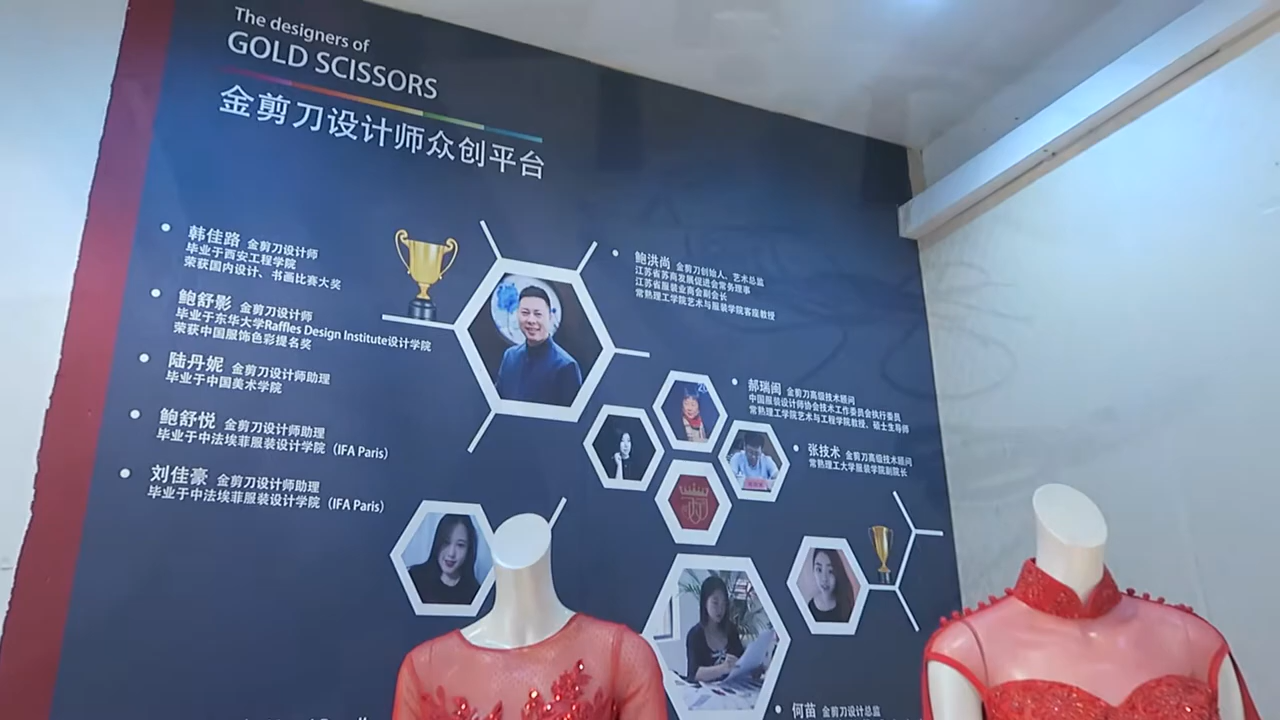 The designers of
GOLD SCISSORS
金剪刀设计师众创平台
韩佳路 金剪刀设计师
毕业于西安工程学院
荣获国内设计、书画比赛大奖
鲍舒影 金剪刀设计师
毕业于东华大学Raffles Design Institute设计学院
荣获中国服饰色彩提名奖
陆丹妮 金剪刀设计师助理
毕业于中国美术学院
鲍舒悦 金剪刀设计师助理
毕业于中法埃菲服装设计学院（IFA Paris）
刘佳豪 金剪刀设计师助理
毕业于中法埃菲服装设计学院（IFA Paris）
鲍洪尚 金剪刀创始人、艺术总监
江苏省苏商发展促进会常务理事
江苏省服装业商会副会长
常熟理工学院艺术与服装学院客座教授
郝瑞闽 金剪刀高级技术顾问
中国服装设计师协会技术工作委员会执行委员
常熟理工学院艺术与工程学院教授、硕士生导师
张技术 金剪刀高级技术顾问
常熟理工大学服装学院副院长
何苗 金剪刀设计总监